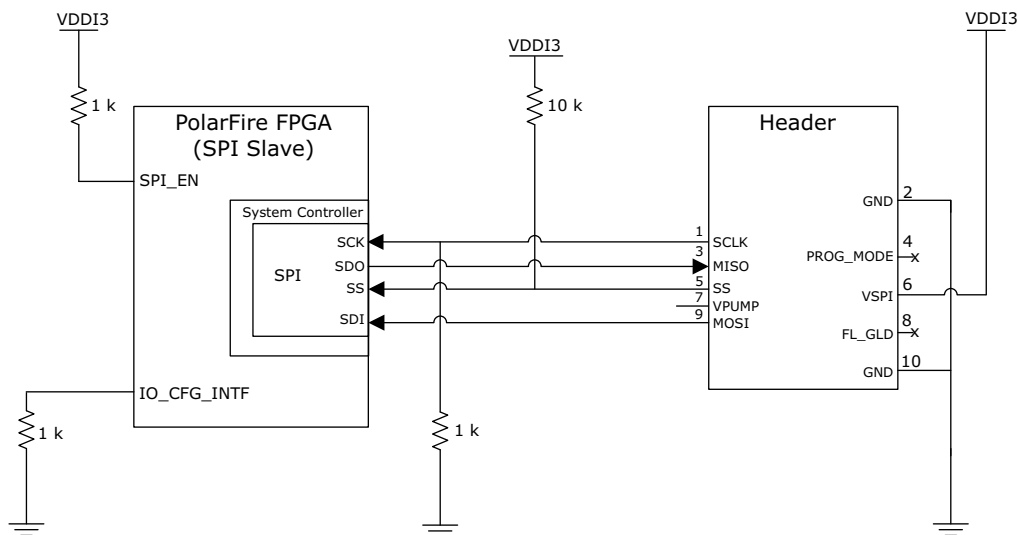 VDDI3
VDDI3
VDDI3
1 k
10 k
PolarFire FPGA
(SPI Slave)
Header
SPI_EN
GND
2
System Controller
SCK
1
SCLK
4
PROG_MODE
SPI
SDO
3
MISO
SS
5
SS
6
VSPI
7
VPUMP
SDI
9
MOSI
8
FL_GLD
10
GND
IO_CFG_INTF
1 k
1 k